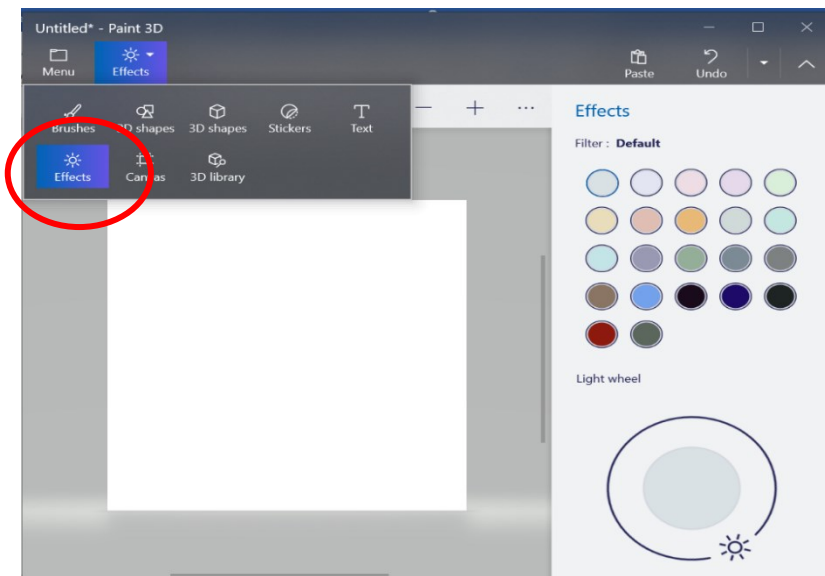 Untitled* - Paint 3D
Menu
Effects
Paste
Undo
Brushes
2D shapes
3D shapes
Stickers
Text
Effects
Canvas
3D library
Effects
Filter : Default
Light wheel